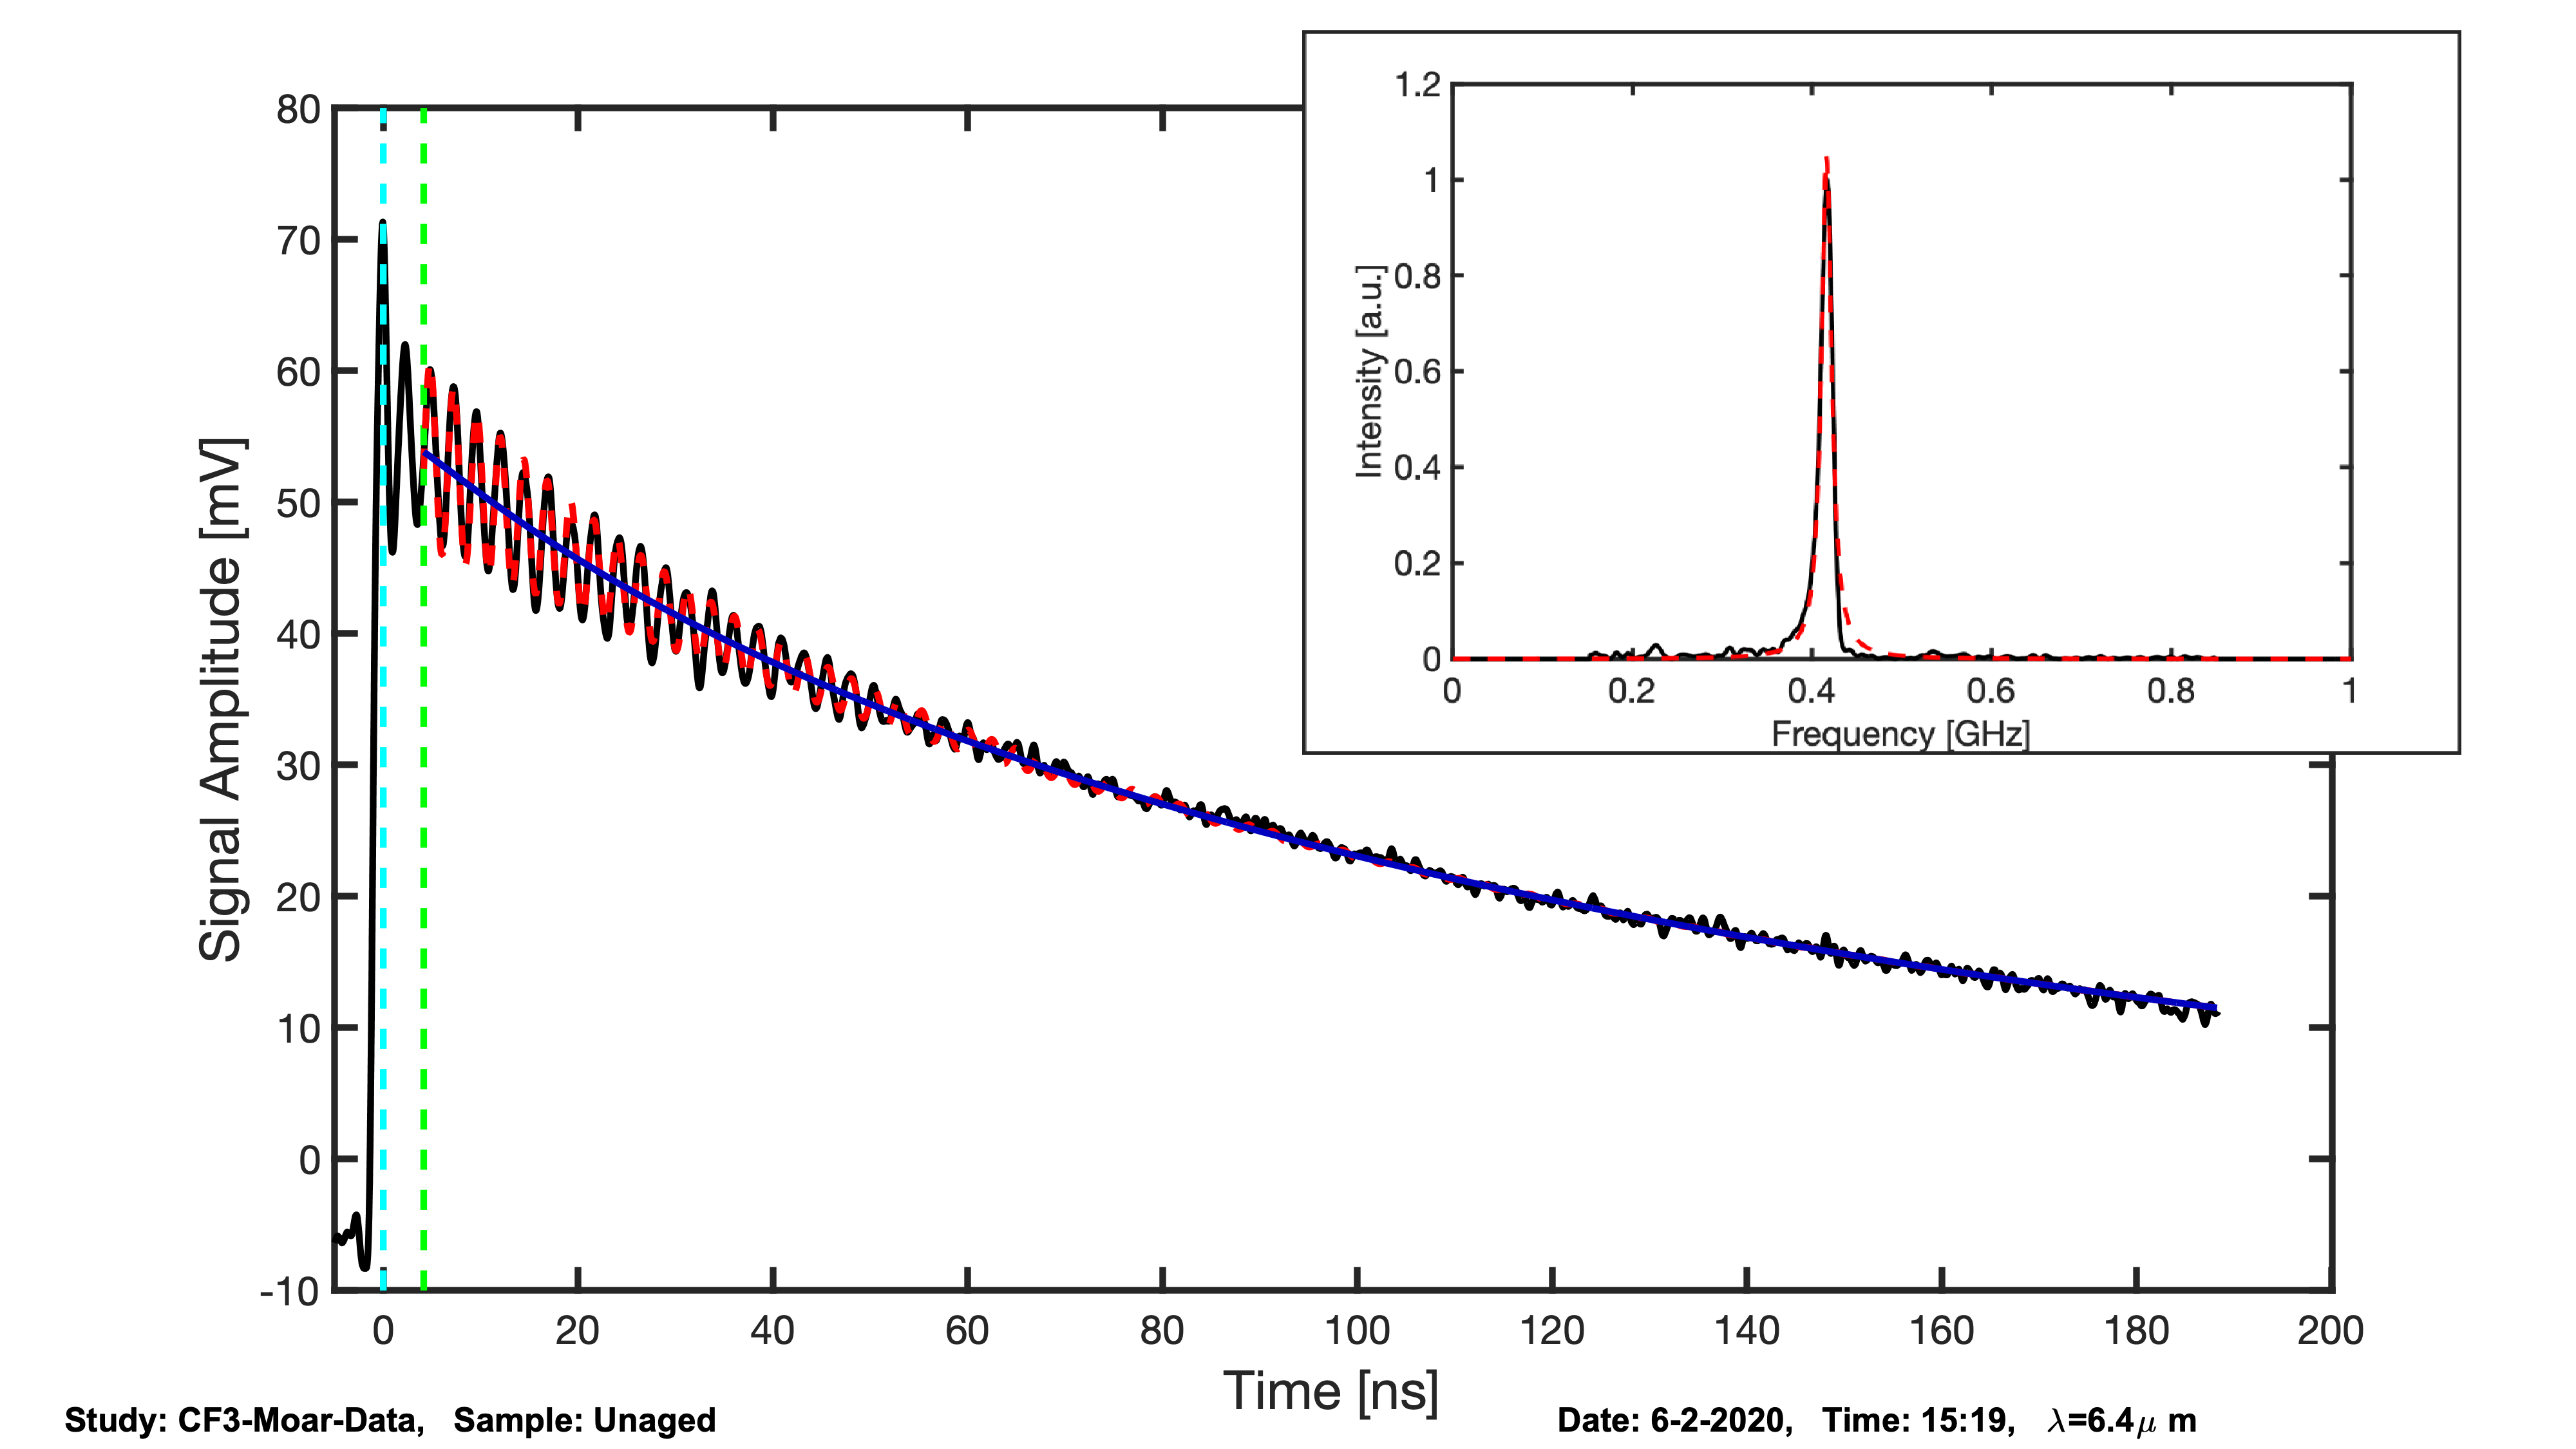 1.2
1
0.8
0.6
0.4
0.2
0
Intensity [a.u.]
0 0.2 0.4 0.6 0.8 1
Frequency [GHz]
80
70
60
50
40
30
20
10
0
-10
Signal Amplitude [mV]
0 20 40 60 80 100 120 140 160 180 200
Time [ns]
Study: CF3-Moar-Data, Sample: Unaged
Date: 6-2-2020, Time: 15:19, λ=6.4μ m